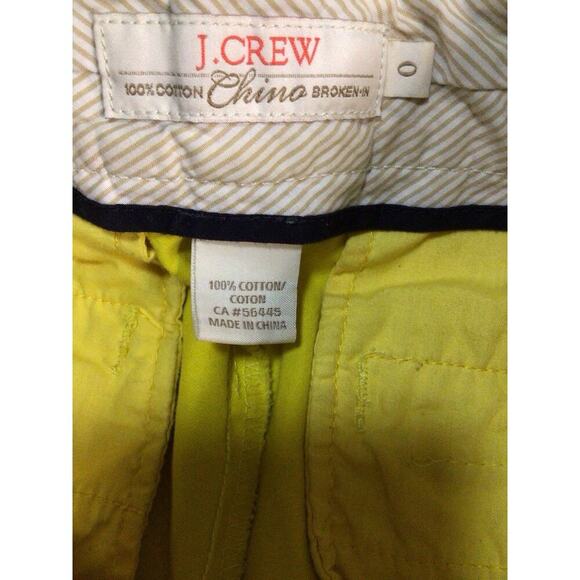 J.CREW
100% COTTON Chino BROKEN-IN
0
100% COTTON/
COTON
CA #56445
MADE IN CHINA